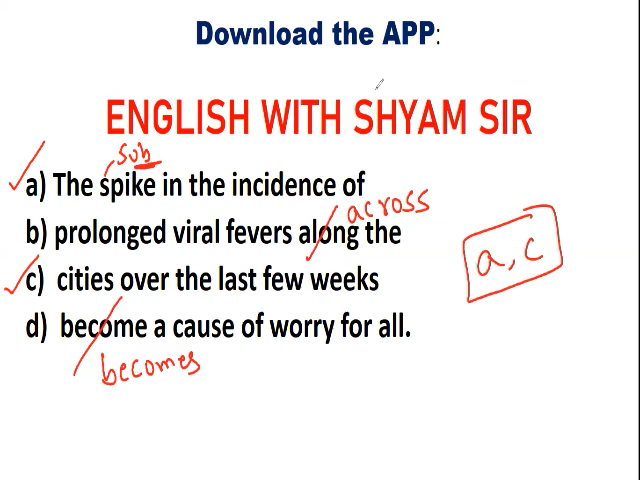 Download the APP:
ENGLISH WITH SHYAM SIR
sub
a) The spike in the incidence of
across
b) prolonged viral fevers along the
a, c
c) cities over the last few weeks
d) become a cause of worry for all.
becomes